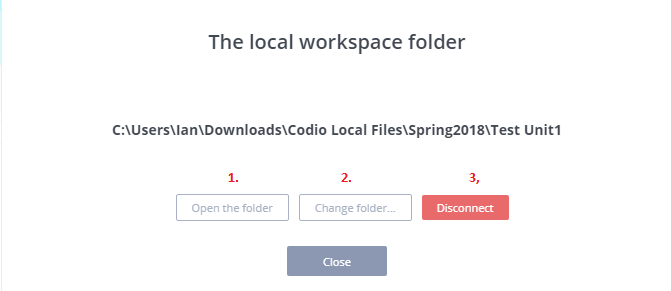 The local workspace folder
C:\Users\Ian\Downloads\Codio Local Files\Spring2018\Test Unit1
1. 2. 3,
Open the folder Change folder... Disconnect
Close